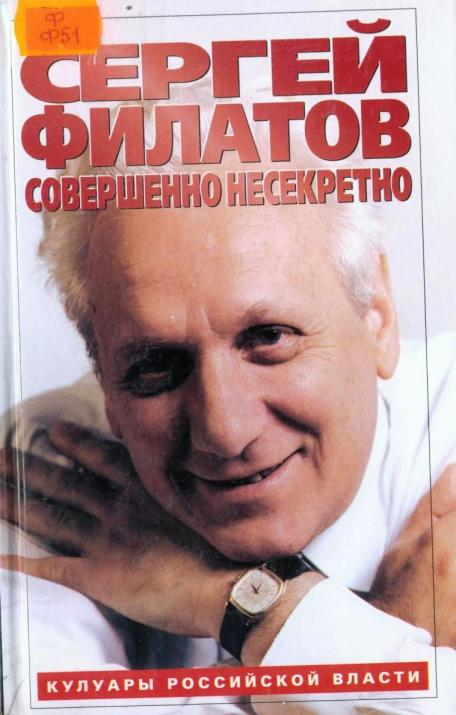 Ф
Ф51
СЕРГЕЙ
ФИЛАТОВ
СОВЕРШЕННО НЕСЕКРЕТНО
КУЛУАРЫ РОССИЙСКОЙ ВЛАСТИ